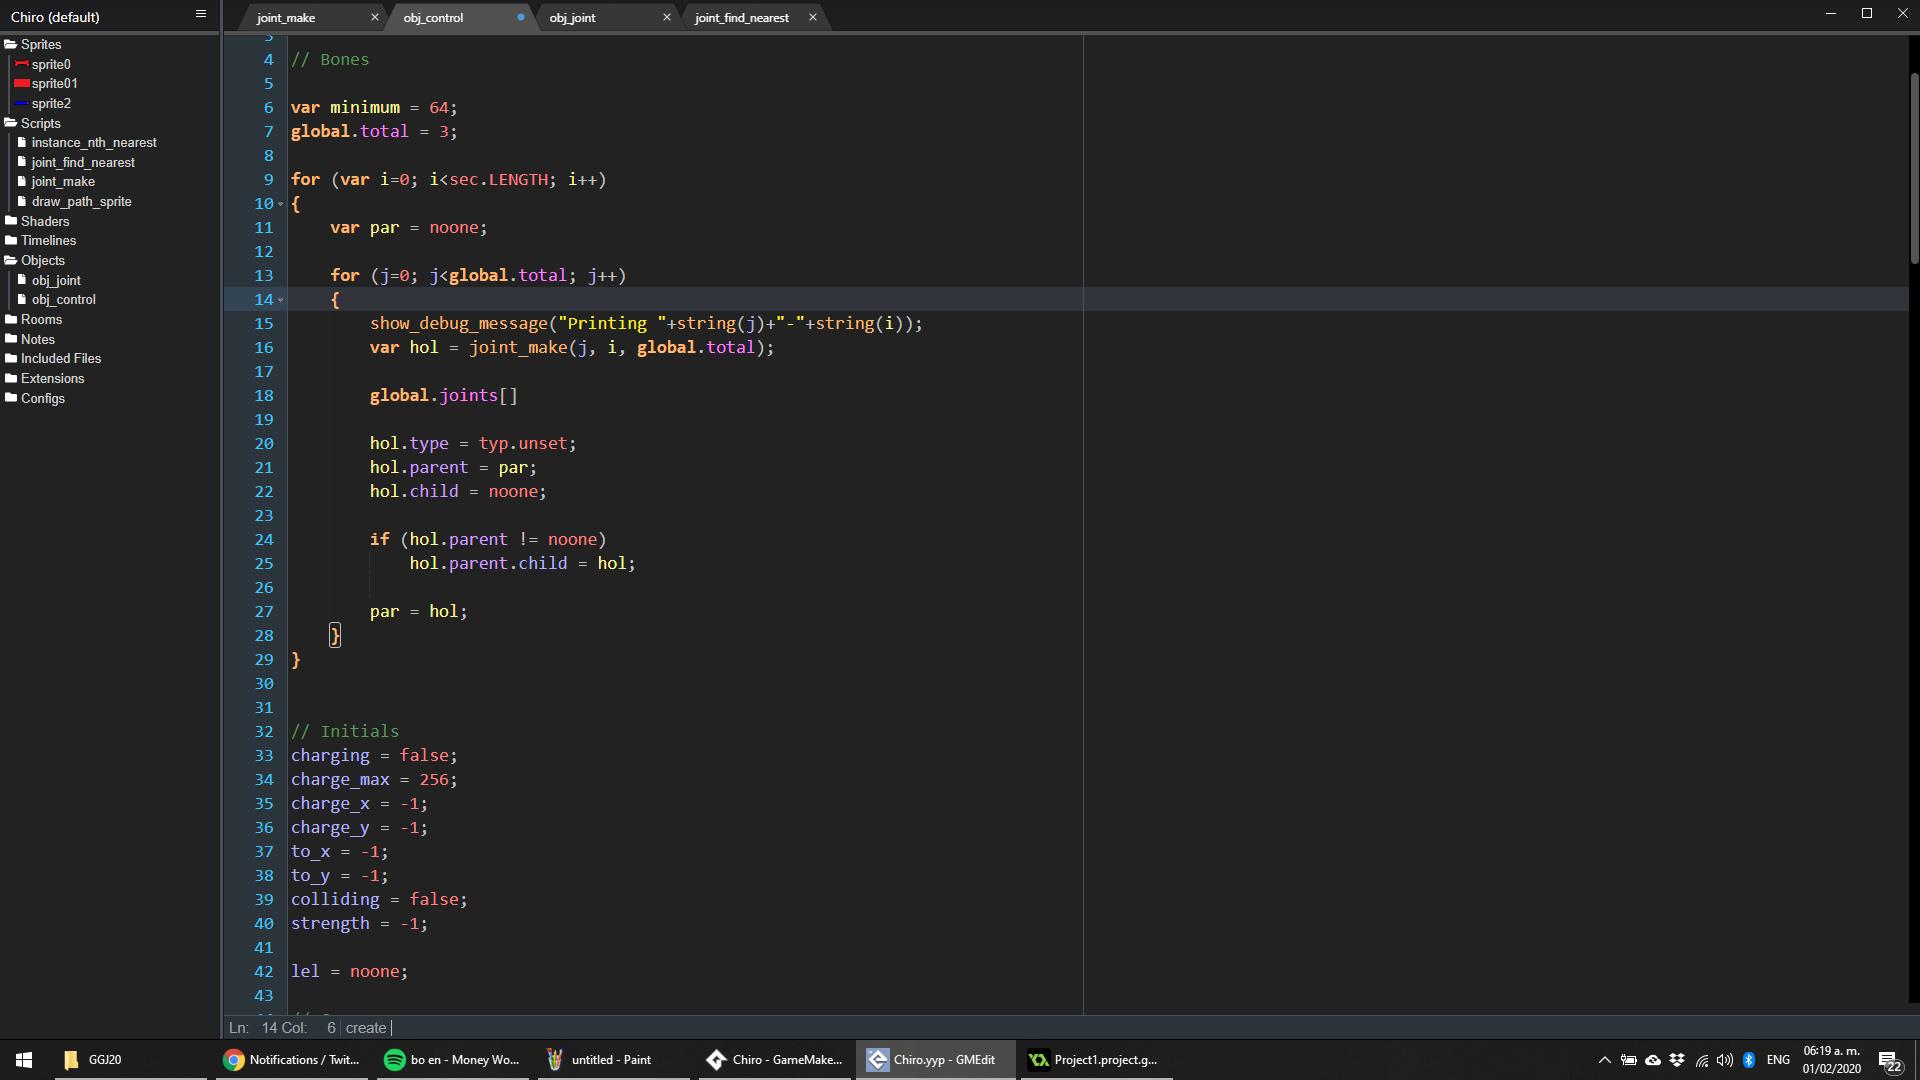 Chiro (default)
joint_make
obj_control
obj_joint
joint_find_nearest
Sprites
sprite0
sprite01
sprite2
Scripts
instance_nth_nearest
joint_find_nearest
joint_make
draw_path_sprite
Shaders
Timelines
Objects
obj_joint
obj_control
Rooms
Notes
Included Files
Extensions
Configs
3
4 // Bones
5
6 var minimum = 64;
7 global.total = 3;
8
9 for (var i=0; i<sec.LENGTH; i++)
10 {
11 var par = noone;
12
13 for (j=0; j<global.total; j++)
14 {
15 show_debug_message("Printing "+string(j)+"-"+string(i));
16 var hol = joint_make(j, i, global.total);
17
18 global.joints[]
19
20 hol.type = typ.unset;
21 hol.parent = par;
22 hol.child = noone;
23
24 if (hol.parent != noone)
25 hol.parent.child = hol;
26
27 par = hol;
28 }
29 }
30
31
32 // Initials
33 charging = false;
34 charge_max = 256;
35 charge_x = -1;
36 charge_y = -1;
37 to_x = -1;
38 to_y = -1;
39 colliding = false;
40 strength = -1;
41
42 lel = noone;
43
Ln: 14 Col: 6 create
GGJ20
Notifications / Twit...
bo en - Money Wo...
untitled - Paint
Chiro - GameMake...
Chiro.yyp - GMEdit
Project1.project.g...
ENG
06:19 a. m.
01/02/2020
22